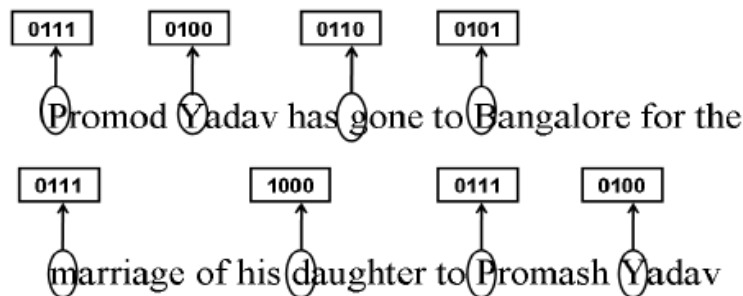 0111 0100 0110 0101
Promod Yadav has gone to Bangalore for the
0111 1000 0111 0100
marriage of his daughter to Promash Yadav